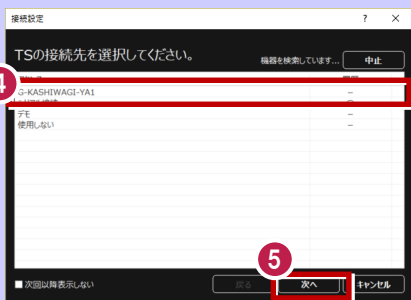 接続設定
? ×
TSの接続先を選択してください。
機器を検索しています...
中止
4
G-KASHIWAGI-YA1
–
デモ
–
使用しない
–
5
次回以降表示しない
戻る
次へ
キャンセル